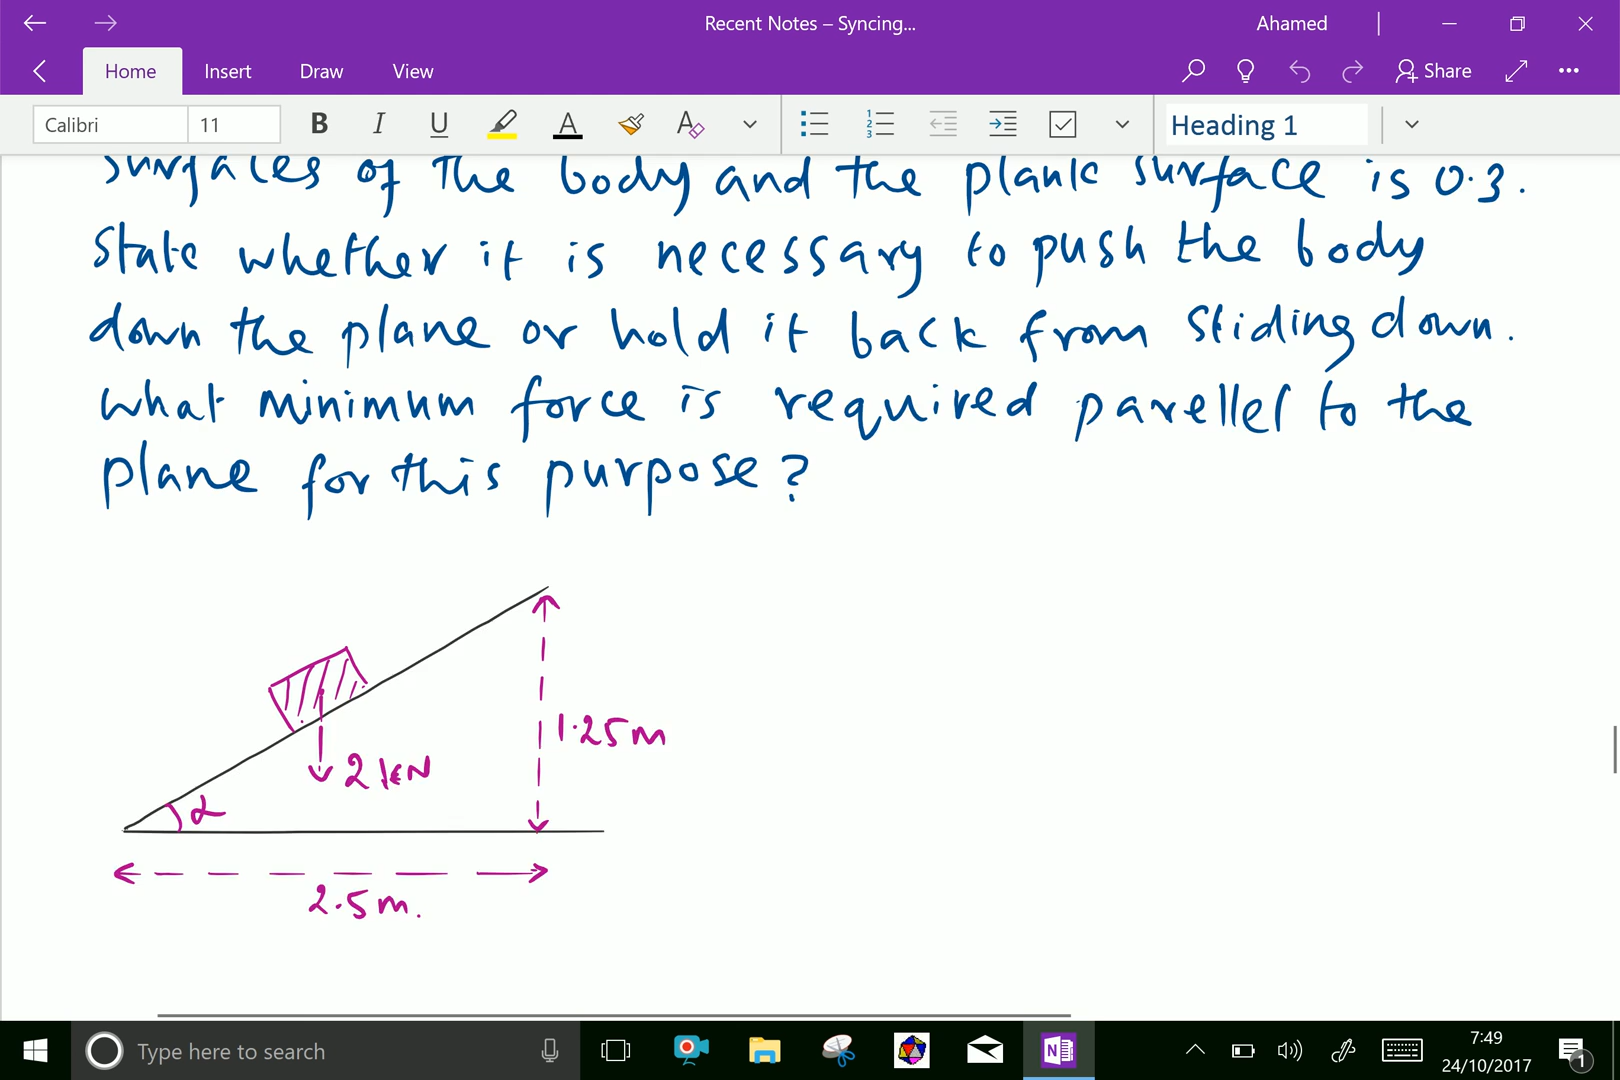 Recent Notes – Syncing...
Ahamed
Home
Insert
Draw
View
Share
Calibri
11
B
I
U
A
A
Heading 1
surfaces of the body and the plank surface is 0.3.
State whether it is necessary to push the body
down the plane or hold it back from sliding down.
What minimum force is required parellel to the
plane for this purpose?
1.25m
2 kN
α
2.5m.
Type here to search
N
7:49
24/10/2017
1